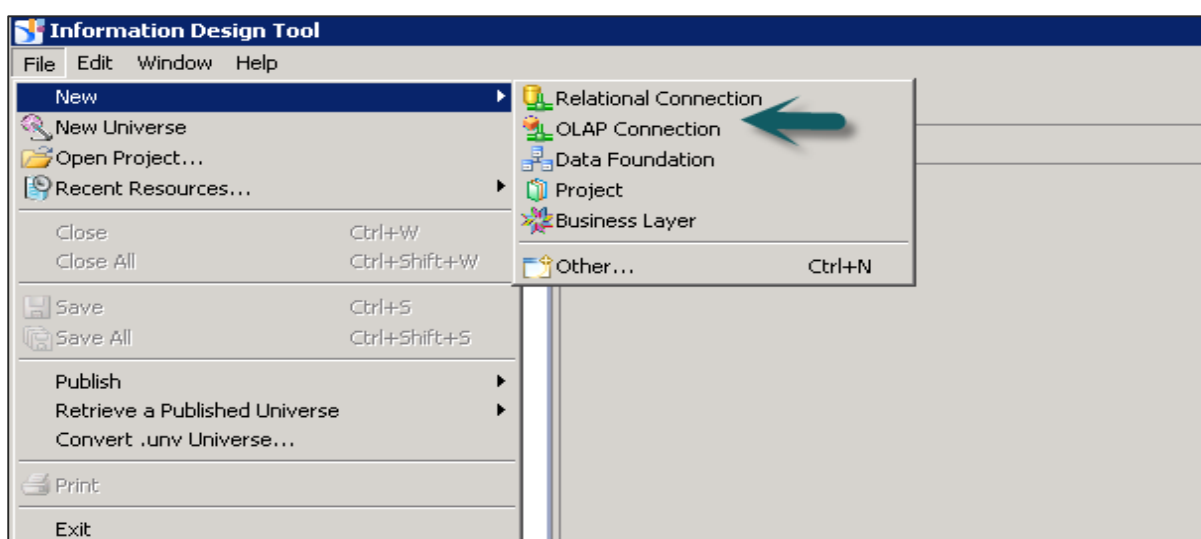 Information Design Tool
File Edit Window Help
New
New Universe
Open Project...
Recent Resources...
Close Ctrl+W
Close All Ctrl+Shift+W
Save Ctrl+S
Save All Ctrl+Shift+S
Publish
Retrieve a Published Universe
Convert .unv Universe...
Print
Exit
Relational Connection
OLAP Connection
Data Foundation
Project
Business Layer
Other... Ctrl+N